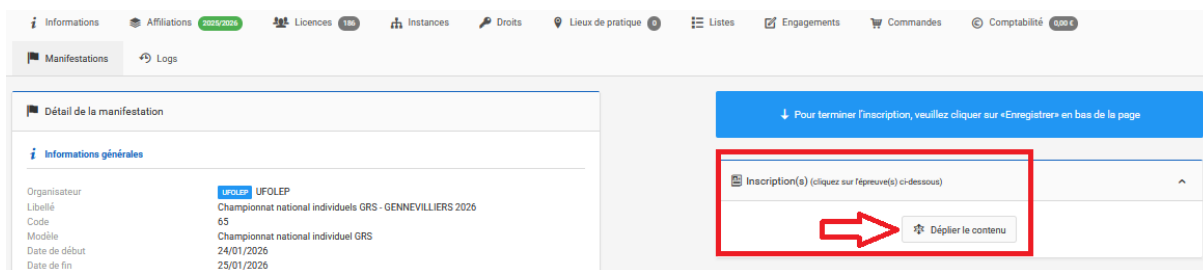 Informations Affiliations 2025/2026 Licences 186 Instances Droits Lieux de pratique 0 Listes Engagements Commandes Comptabilité 0,00 €
Manifestations Logs
Détail de la manifestation
Informations générales
Organisateur UFOLEP UFOLEP
Libellé Championnat national individuels GRS - GENNEVILLIERS 2026
Code 65
Modèle Championnat national individuel GRS
Date de début 24/01/2026
Date de fin 25/01/2026
Pour terminer l'inscription, veuillez cliquer sur «Enregistrer» en bas de la page
Inscription(s) (cliquez sur l'épreuve(s) ci-dessous)
Déplier le contenu